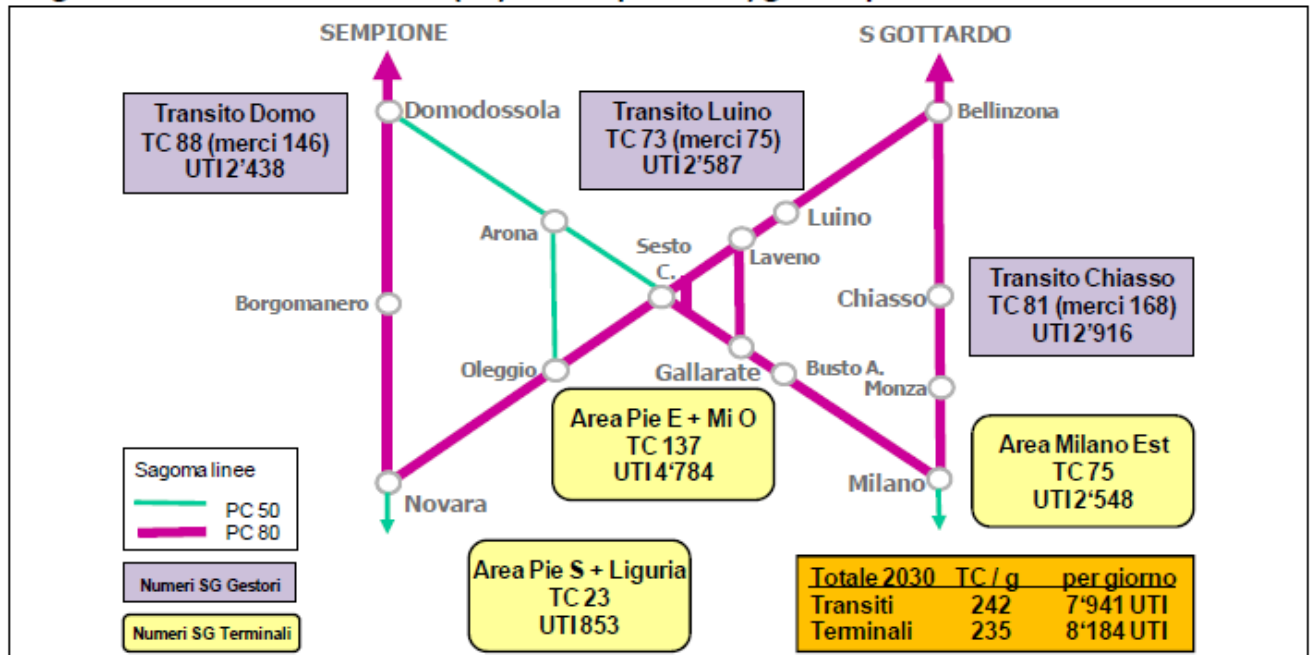 SEMPIONE
S GOTTARDO
Transito Domo
TC 88 (merci 146)
UTI 2'438
Domodossola
Transito Luino
TC 73 (merci 75)
UTI 2'587
Bellinzona
Arona
Sesto
C.
Luino
Laveno
Borgomanero
Chiasso
Transito Chiasso
TC 81 (merci 168)
UTI 2'916
Oleggio
Gallarate
Busto A.
Monza
Area Pie E + Mi O
TC 137
UTI 4'784
Area Milano Est
TC 75
UTI 2'548
Sagoma linee
PC 50
PC 80
Novara
Milano
Numeri SG Gestori
Numeri SG Terminali
Area Pie S + Liguria
TC 23
UTI 853
Totale 2030 TC / g per giorno
Transiti 242 7'941 UTI
Terminali 235 8'184 UTI